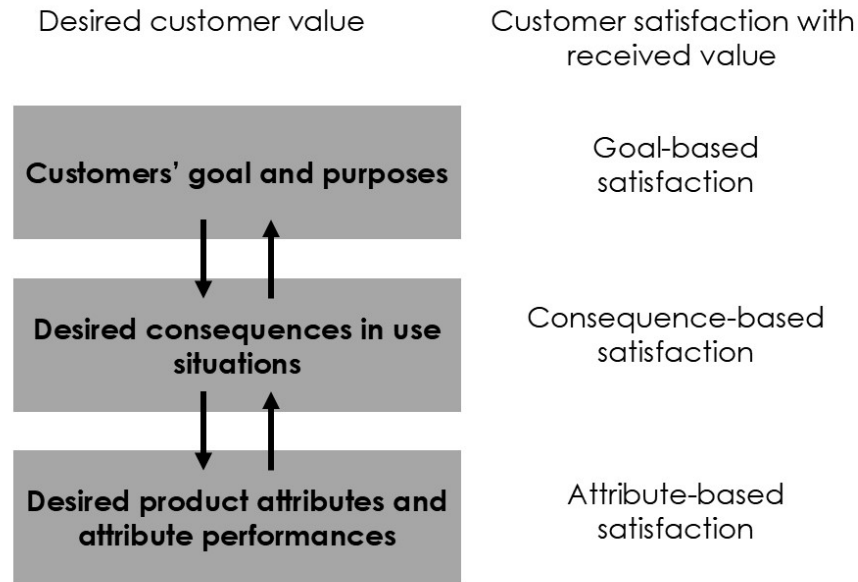 Desired customer value
Customer satisfaction with
received value
Customers’ goal and purposes
Goal-based
satisfaction
Desired consequences in use
situations
Consequence-based
satisfaction
Desired product attributes and
attribute performances
Attribute-based
satisfaction